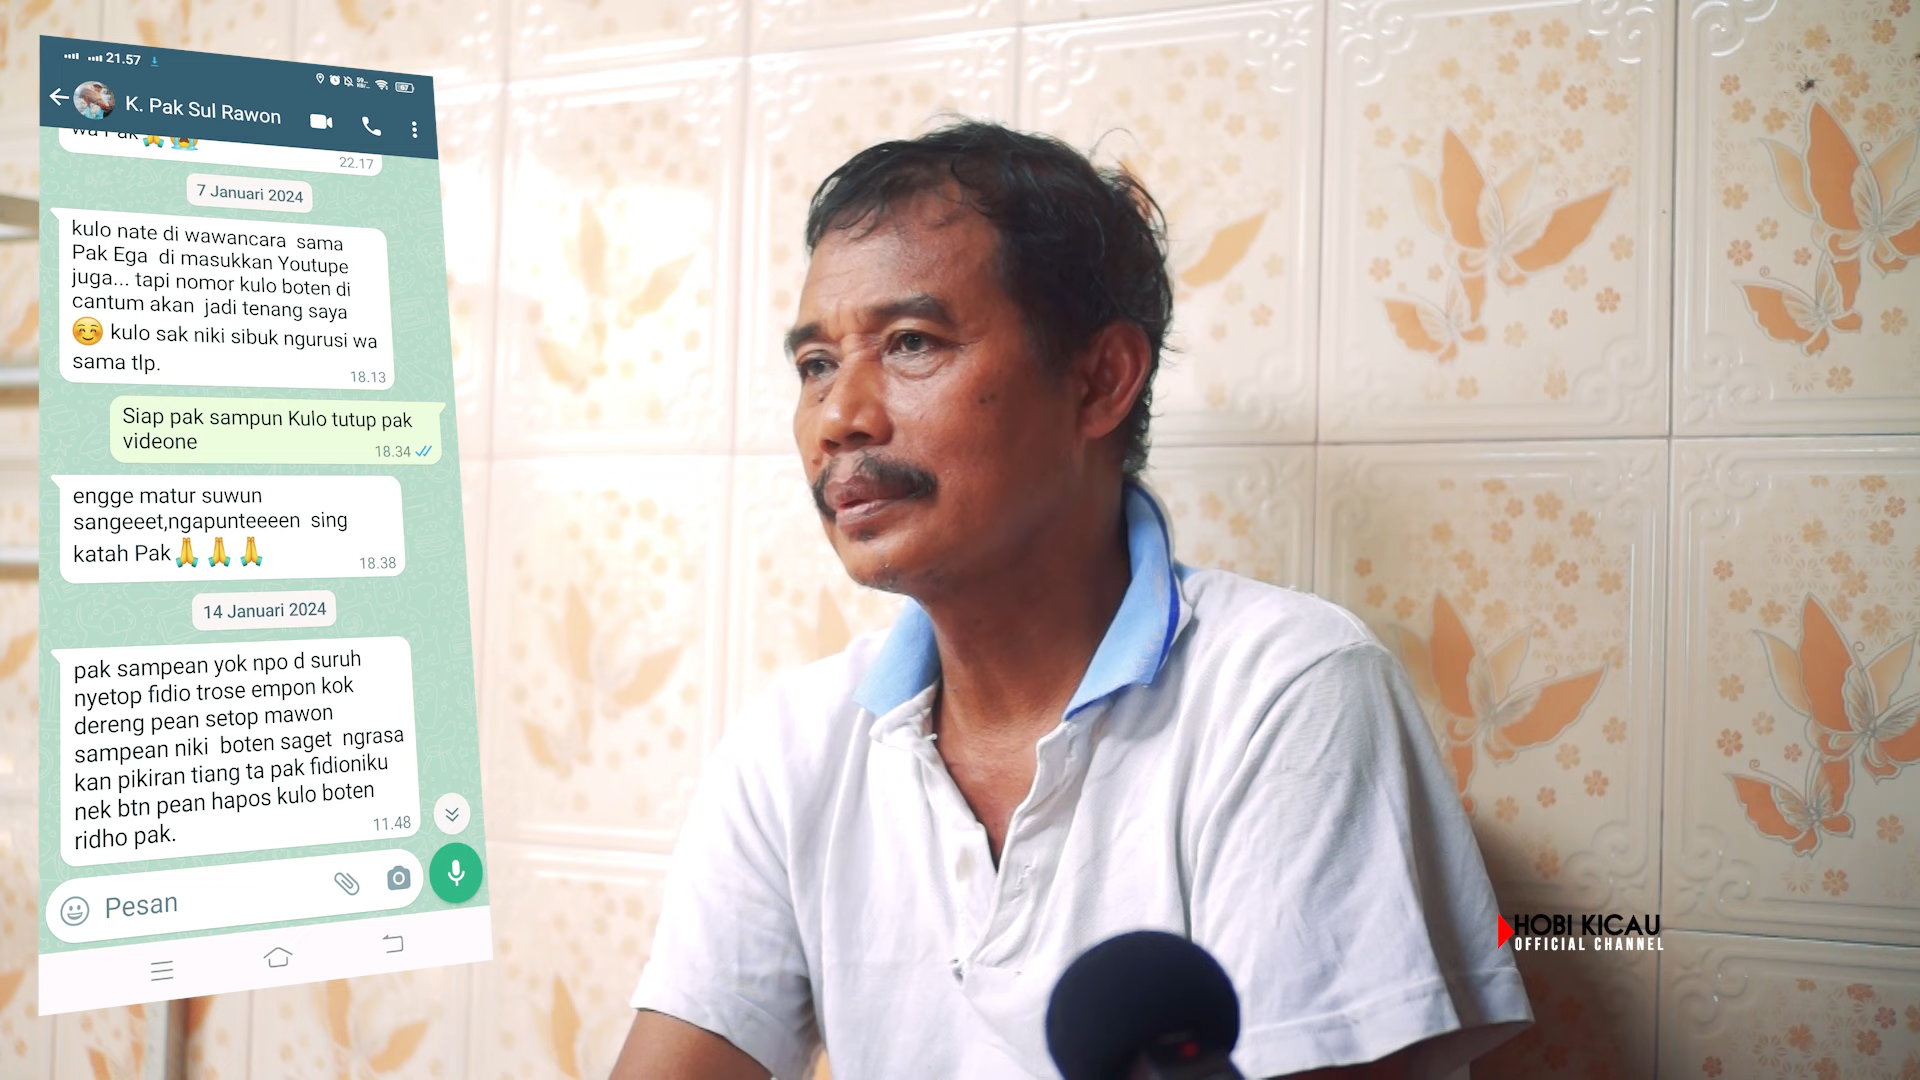 21.57
K. Pak Sul Rawon
22.17
7 Januari 2024
kulo nate di wawancara sama
Pak Ega di masukkan Youtupe
juga... tapi nomor kulo boten di
cantum akan jadi tenang saya
☺️ kulo sak niki sibuk ngurusi wa
sama tlp.
18.13
Siap pak sampun Kulo tutup pak
videone
18.34
engge matur suwun
sangeeet,ngapunteeeen sing
katah Pak🙏🙏🙏
18.38
14 Januari 2024
pak sampean yok npo d suruh
nyetop fidio trose empon kok
dereng pean setop mawon
sampean niki boten saget ngrasa
kan pikiran tiang ta pak fidioniku
nek btn pean hapos kulo boten
ridho pak.
11.48
Pesan
HOBI KICAU
OFFICIAL CHANNEL